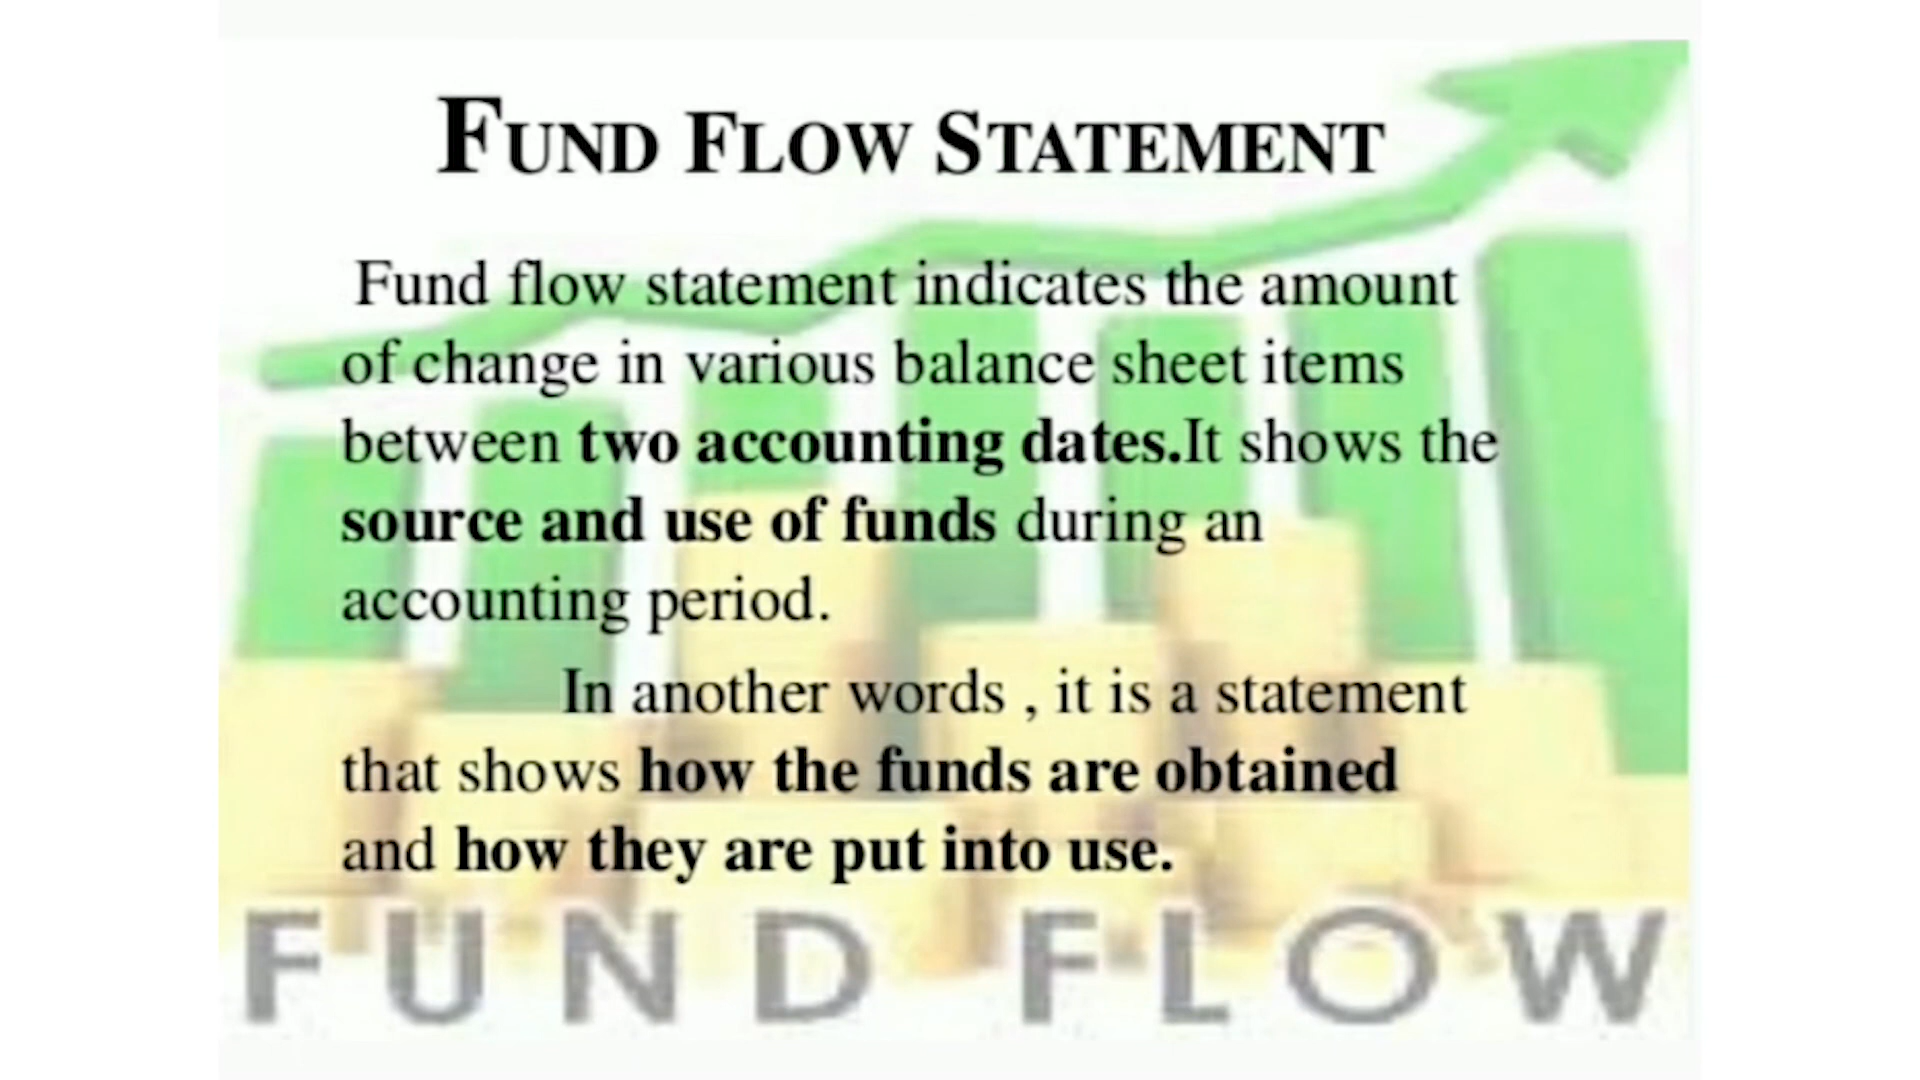 FUND FLOW STATEMENT
Fund flow statement indicates the amount
of change in various balance sheet items
between two accounting dates.It shows the
source and use of funds during an
accounting period.
In another words , it is a statement
that shows how the funds are obtained
and how they are put into use.
FUND FLOW